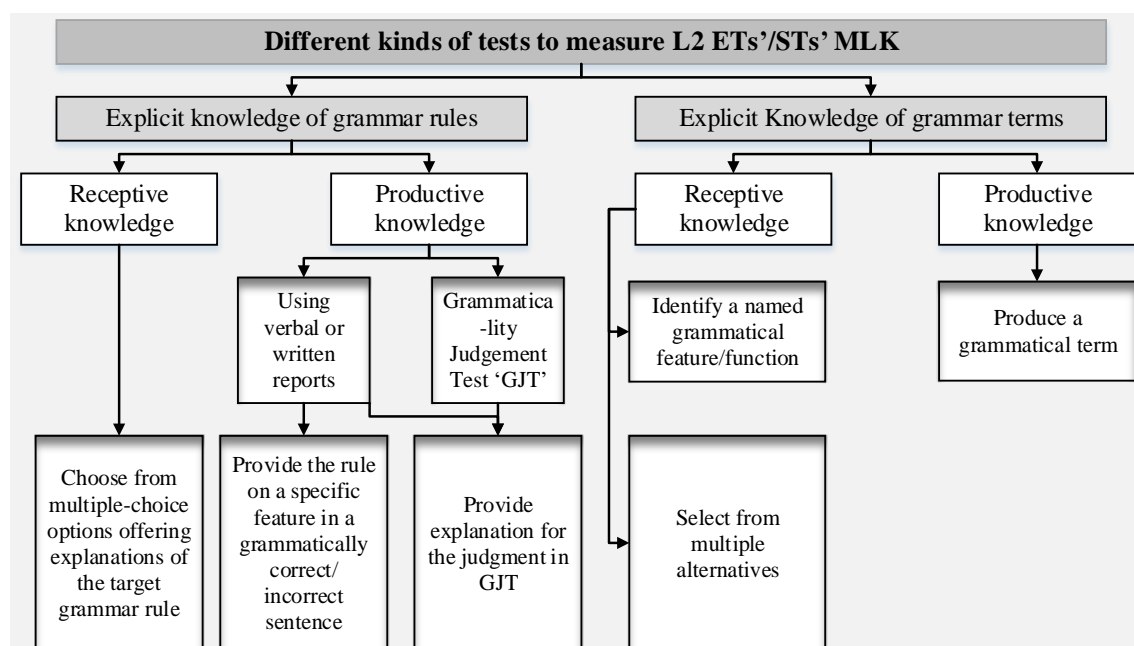 Different kinds of tests to measure L2 ETs’/STs’ MLK
Explicit knowledge of grammar rules
Explicit Knowledge of grammar terms
Receptive
knowledge
Productive
knowledge
Receptive
knowledge
Productive
knowledge
Using
verbal or
written
reports
Grammatica
-lity
Judgement
Test ‘GJT’
Identify a named
grammatical
feature/function
Produce a
grammatical term
Choose from
multiple-choice
options offering
explanations of
the target
grammar rule
Provide the rule
on a specific
feature in a
grammatically
correct/
incorrect
sentence
Provide
explanation for
the judgment in
GJT
Select from
multiple
alternatives